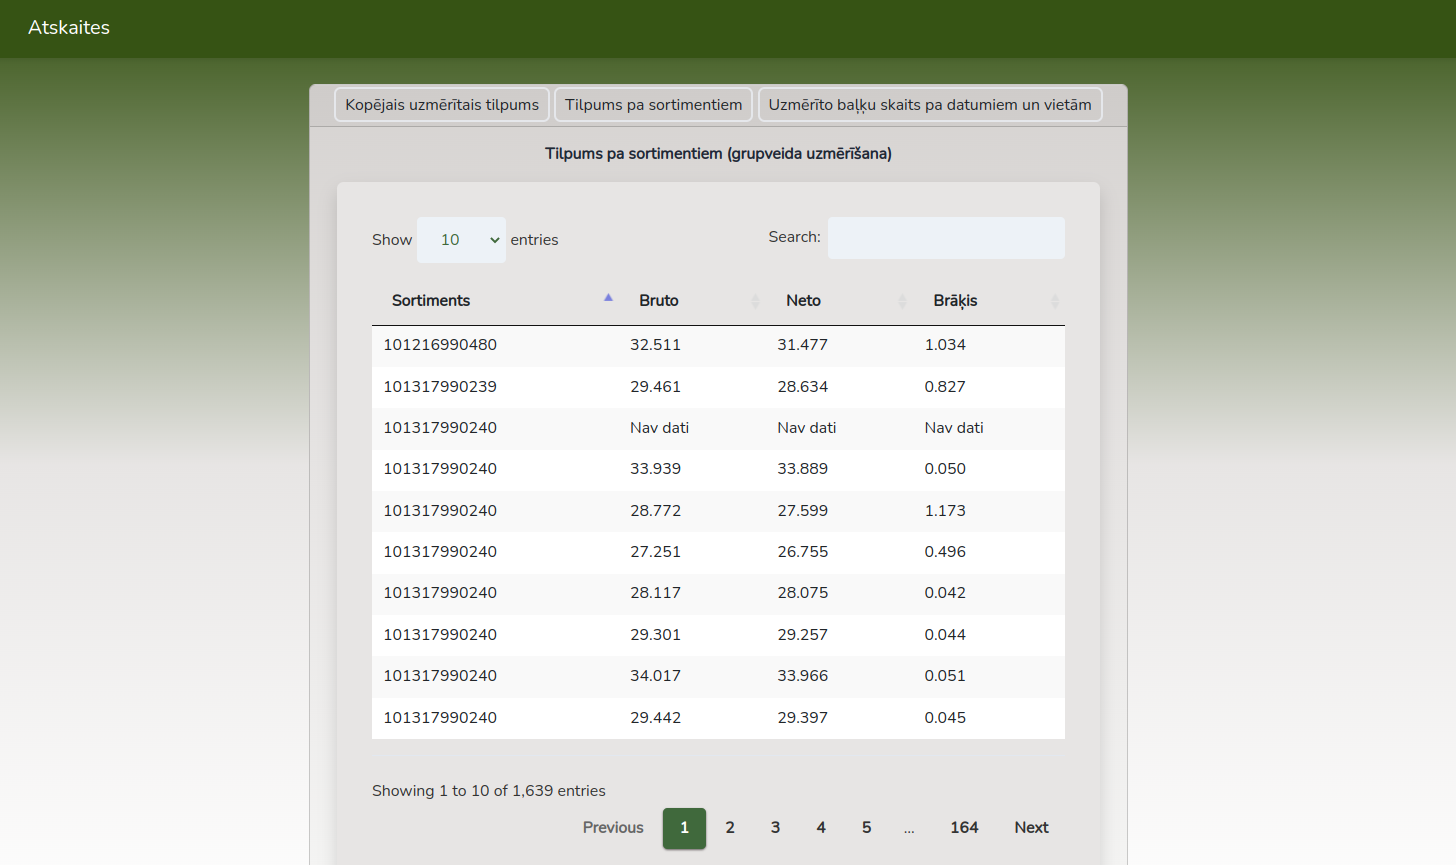 Atskaites
Kopējais uzmērītais tilpums Tilpums pa sortimentiem Uzmērīto baļķu skaits pa datumiem un vietām
Tilpums pa sortimentiem (grupveida uzmērīšana)
Show 10 entries Search:
Sortiments Bruto Neto Brāķis
101216990480 32.511 31.477 1.034
101317990239 29.461 28.634 0.827
101317990240 Nav dati Nav dati Nav dati
101317990240 33.939 33.889 0.050
101317990240 28.772 27.599 1.173
101317990240 27.251 26.755 0.496
101317990240 28.117 28.075 0.042
101317990240 29.301 29.257 0.044
101317990240 34.017 33.966 0.051
101317990240 29.442 29.397 0.045
Showing 1 to 10 of 1,639 entries
Previous 1 2 3 4 5 ... 164 Next